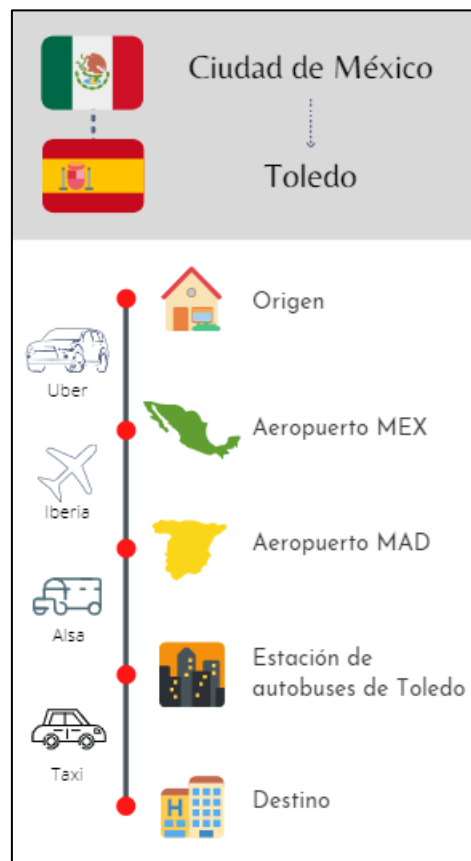 Ciudad de México
Toledo
Origen
Uber
Aeropuerto MEX
Iberia
Aeropuerto MAD
Alsa
Estación de
autobuses de Toledo
Taxi
H
Destino